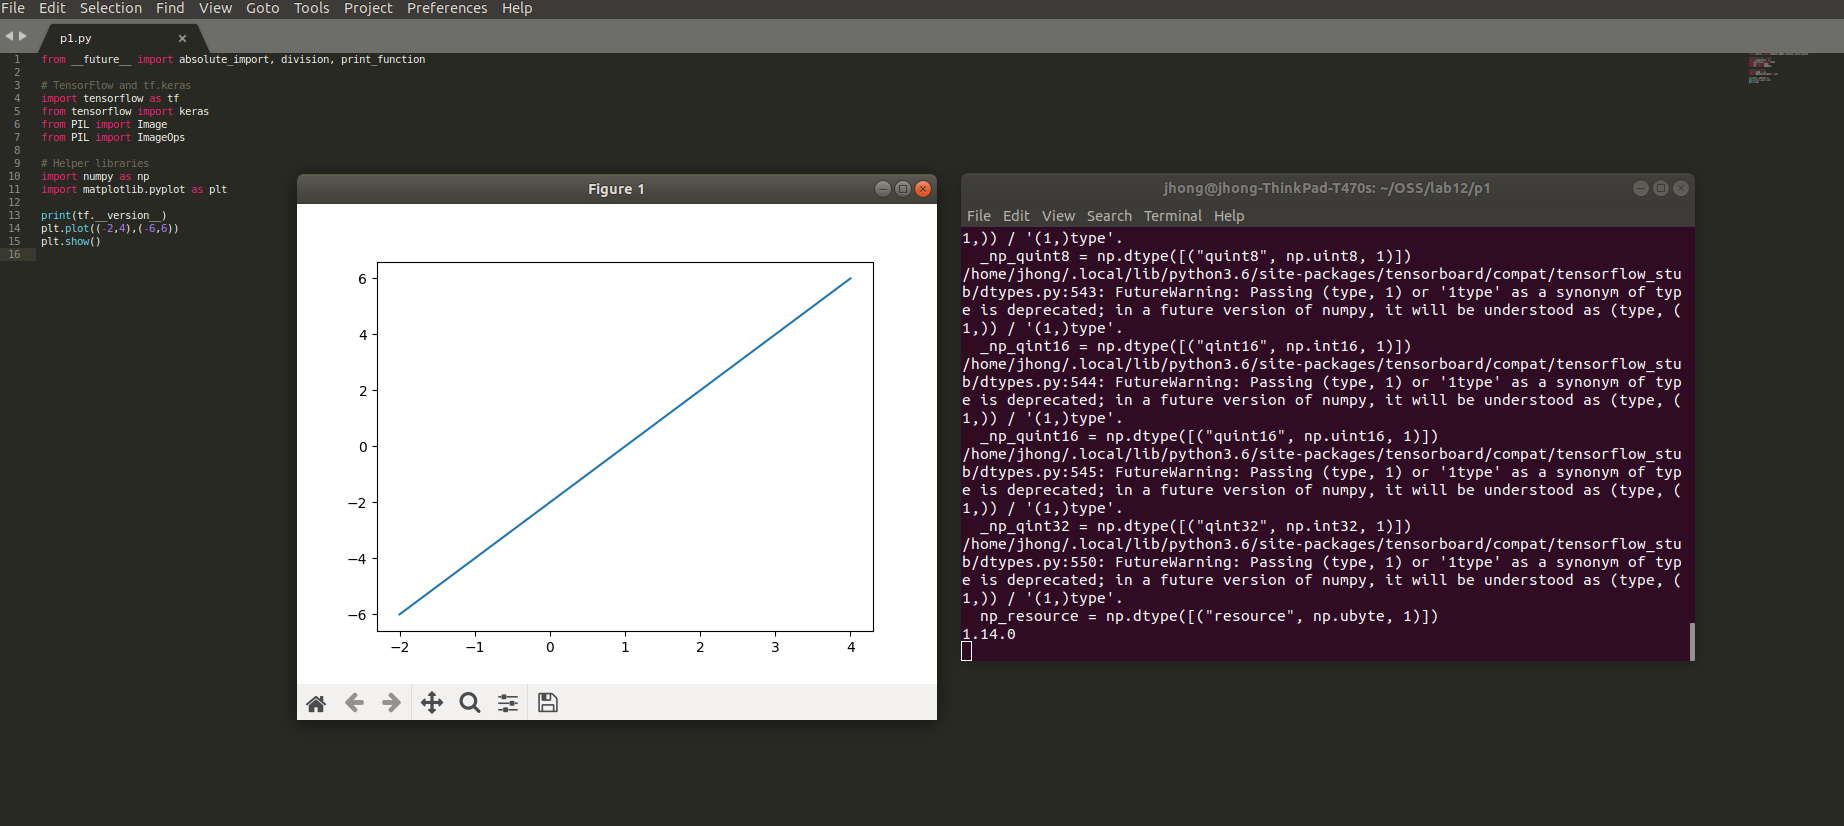 File Edit Selection Find View Goto Tools Project Preferences Help
p1.py
1 from __future__ import absolute_import, division, print_function
2
3 # TensorFlow and tf.keras
4 import tensorflow as tf
5 from tensorflow import keras
6 from PIL import Image
7 from PIL import ImageOps
8
9 # Helper libraries
10 import numpy as np
11 import matplotlib.pyplot as plt
12
13 print(tf.__version__)
14 plt.plot((-2,4),(-6,6))
15 plt.show()
16
Figure 1
6
4
2
0
−2
−4
−6
−2 −1 0 1 2 3 4
jhong@jhong-ThinkPad-T470s: ~/OSS/lab12/p1
File Edit View Search Terminal Help
1,)) / '(1,)type'.
_np_quint8 = np.dtype([("quint8", np.uint8, 1)])
/home/jhong/.local/lib/python3.6/site-packages/tensorboard/compat/tensorflow_stu
b/dtypes.py:543: FutureWarning: Passing (type, 1) or '1type' as a synonym of typ
e is deprecated; in a future version of numpy, it will be understood as (type, (
1,)) / '(1,)type'.
_np_qint16 = np.dtype([("qint16", np.int16, 1)])
/home/jhong/.local/lib/python3.6/site-packages/tensorboard/compat/tensorflow_stu
b/dtypes.py:544: FutureWarning: Passing (type, 1) or '1type' as a synonym of typ
e is deprecated; in a future version of numpy, it will be understood as (type, (
1,)) / '(1,)type'.
_np_quint16 = np.dtype([("quint16", np.uint16, 1)])
/home/jhong/.local/lib/python3.6/site-packages/tensorboard/compat/tensorflow_stu
b/dtypes.py:545: FutureWarning: Passing (type, 1) or '1type' as a synonym of typ
e is deprecated; in a future version of numpy, it will be understood as (type, (
1,)) / '(1,)type'.
_np_qint32 = np.dtype([("qint32", np.int32, 1)])
/home/jhong/.local/lib/python3.6/site-packages/tensorboard/compat/tensorflow_stu
b/dtypes.py:550: FutureWarning: Passing (type, 1) or '1type' as a synonym of typ
e is deprecated; in a future version of numpy, it will be understood as (type, (
1,)) / '(1,)type'.
np_resource = np.dtype([("resource", np.ubyte, 1)])
1.14.0